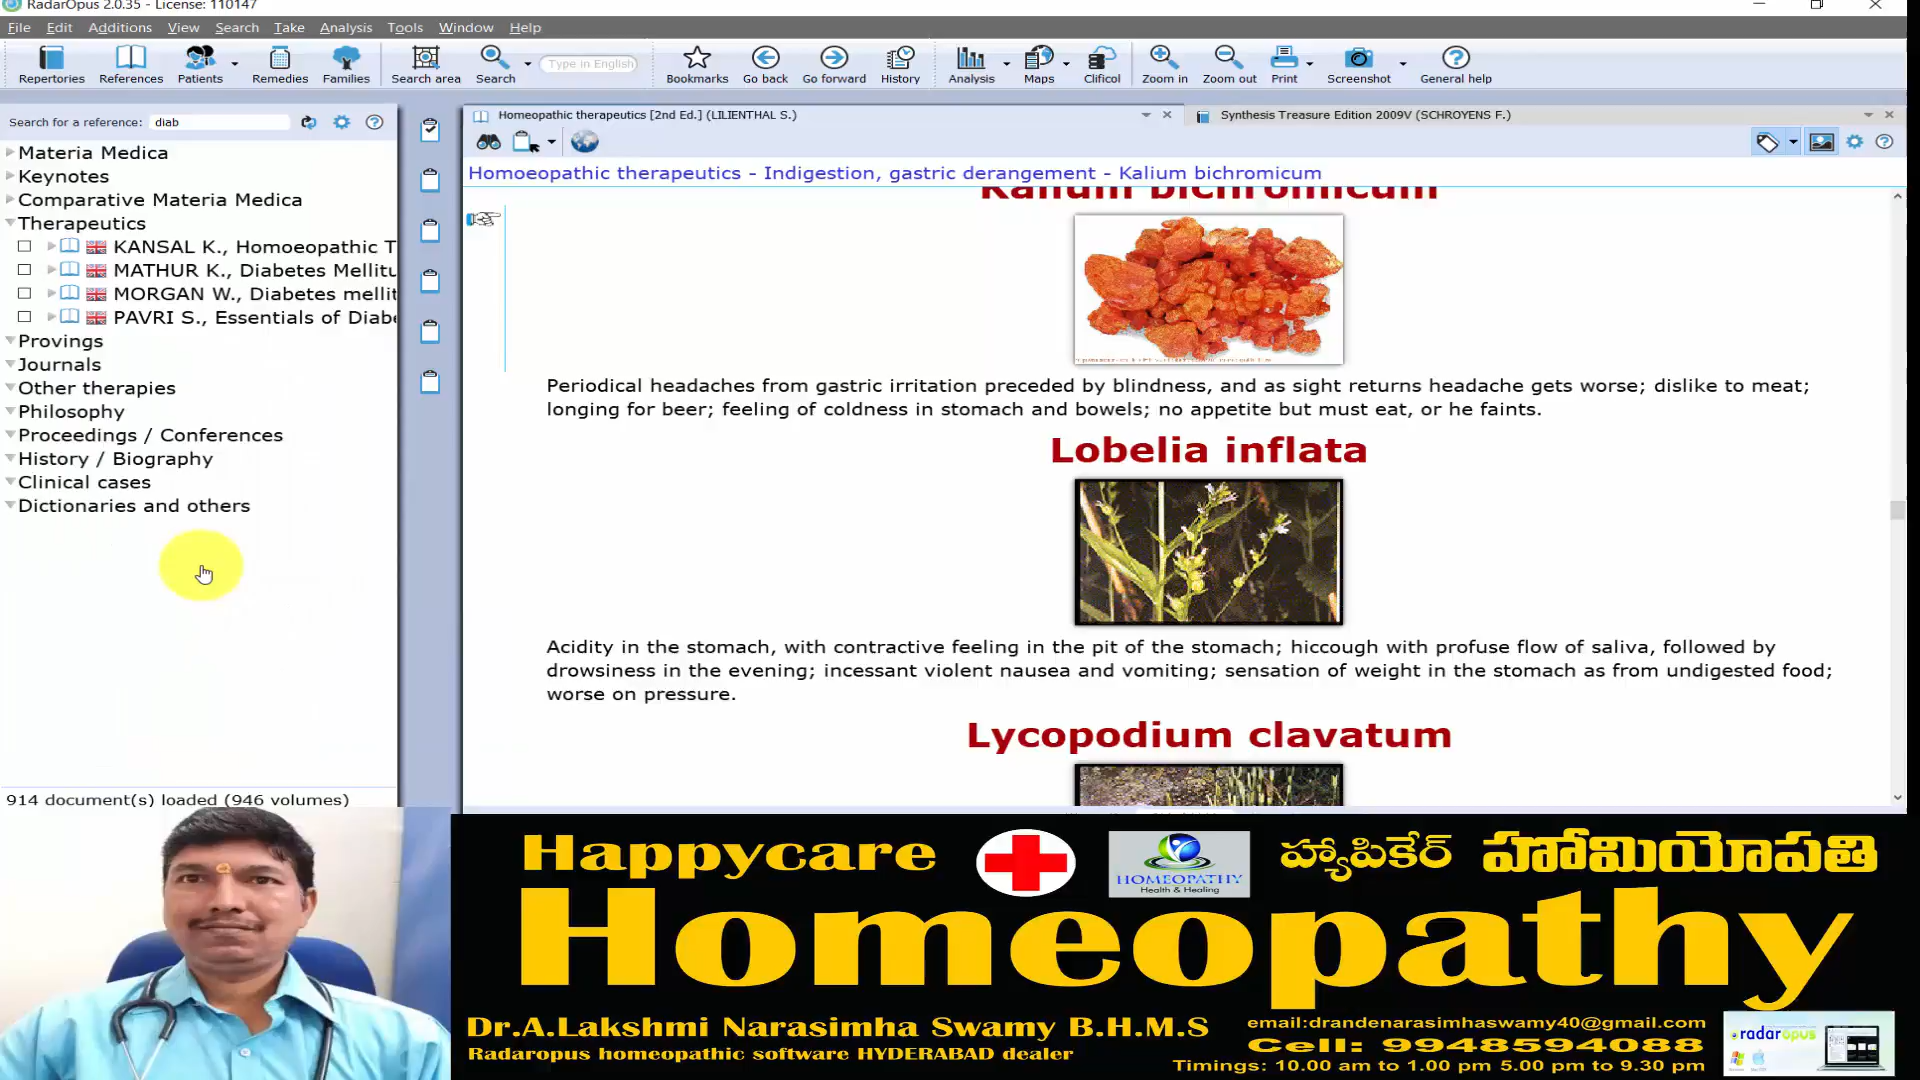 RadarOpus 2.0.35 - License: 110147
File Edit Additions View Search Take Analysis Tools Window Help
Repertories References Patients Remedies Families Search area Search Type in English Bookmarks Go back Go forward History Analysis Maps Clificol Zoom in Zoom out Print Screenshot General help
Search for a reference: diab
Homeopathic therapeutics [2nd Ed.] (LILIENTHAL S.)
Synthesis Treasure Edition 2009V (SCHROYENS F.)
Materia Medica
Keynotes
Comparative Materia Medica
Therapeutics
KANSAL K., Homoeopathic T
MATHUR K., Diabetes Mellitu
MORGAN W., Diabetes mellit
PAVRI S., Essentials of Diabe
Provings
Journals
Other therapies
Philosophy
Proceedings / Conferences
History / Biography
Clinical cases
Dictionaries and others
914 document(s) loaded (946 volumes)
Homoeopathic therapeutics - Indigestion, gastric derangement - Kalium bichromicum
Kalium bichromicum
Periodical headaches from gastric irritation preceded by blindness, and as sight returns headache gets worse; dislike to meat;
longing for beer; feeling of coldness in stomach and bowels; no appetite but must eat, or he faints.
Lobelia inflata
Acidity in the stomach, with contractive feeling in the pit of the stomach; hiccough with profuse flow of saliva, followed by
drowsiness in the evening; incessant violent nausea and vomiting; sensation of weight in the stomach as from undigested food;
worse on pressure.
Lycopodium clavatum
Happycare
HOMEOPATHY
Health & Healing
హ్యాపికేర్ హోమియోపతి
Homeopathy
Dr.A.Lakshmi Narasimha Swamy B.H.M.S
Radaropus homeopathic software HYDERABAD dealer
email:drandenarasimhaswamy40@gmail.com
Cell: 9948594088
Timings: 10.00 am to 1.00 pm 5.00 pm to 9.30 pm
radaropus